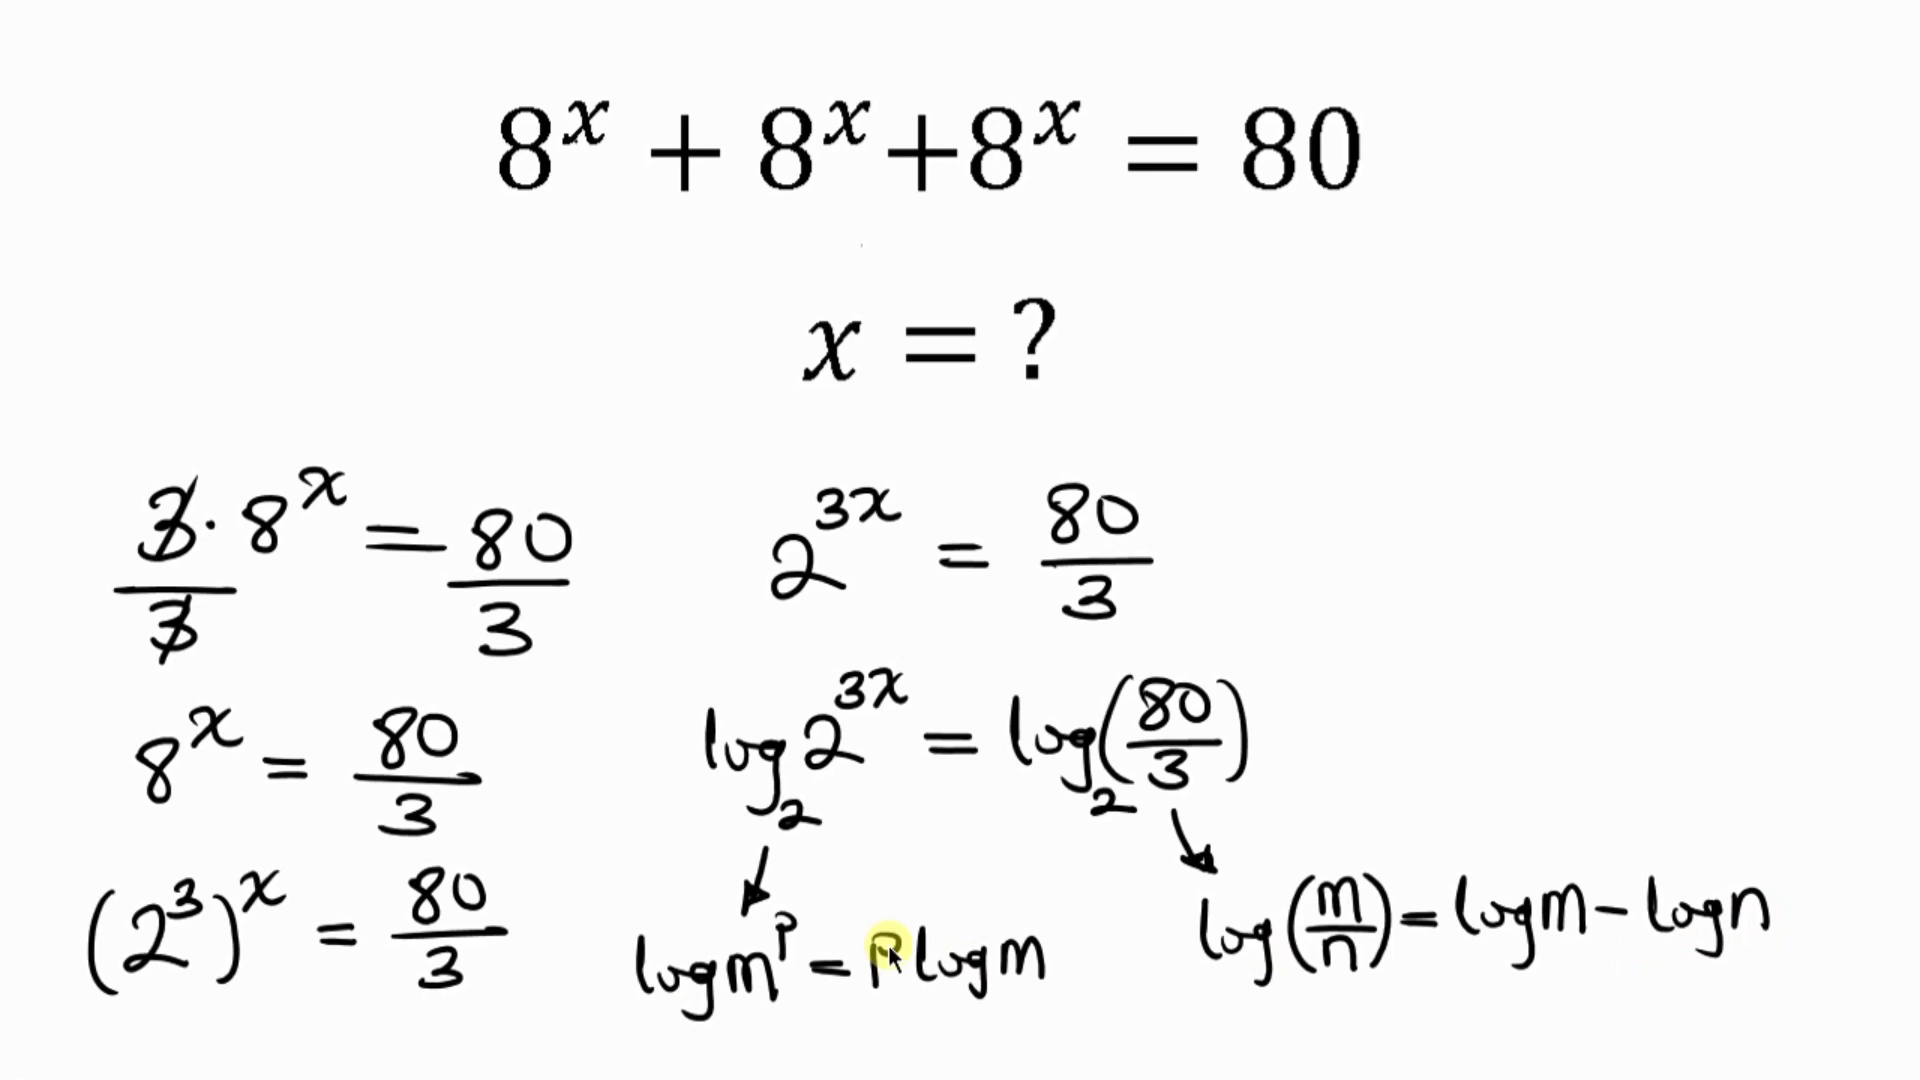 8^x + 8^x+8^x = 80
x = ?
3·8^x/3 = 80/3
8^x = 80/3
(2^3)^x = 80/3
2^3x = 80/3
log_2 2^3x = log_2(80/3)
log m^p = p log m
log(m/n) = log m - log n